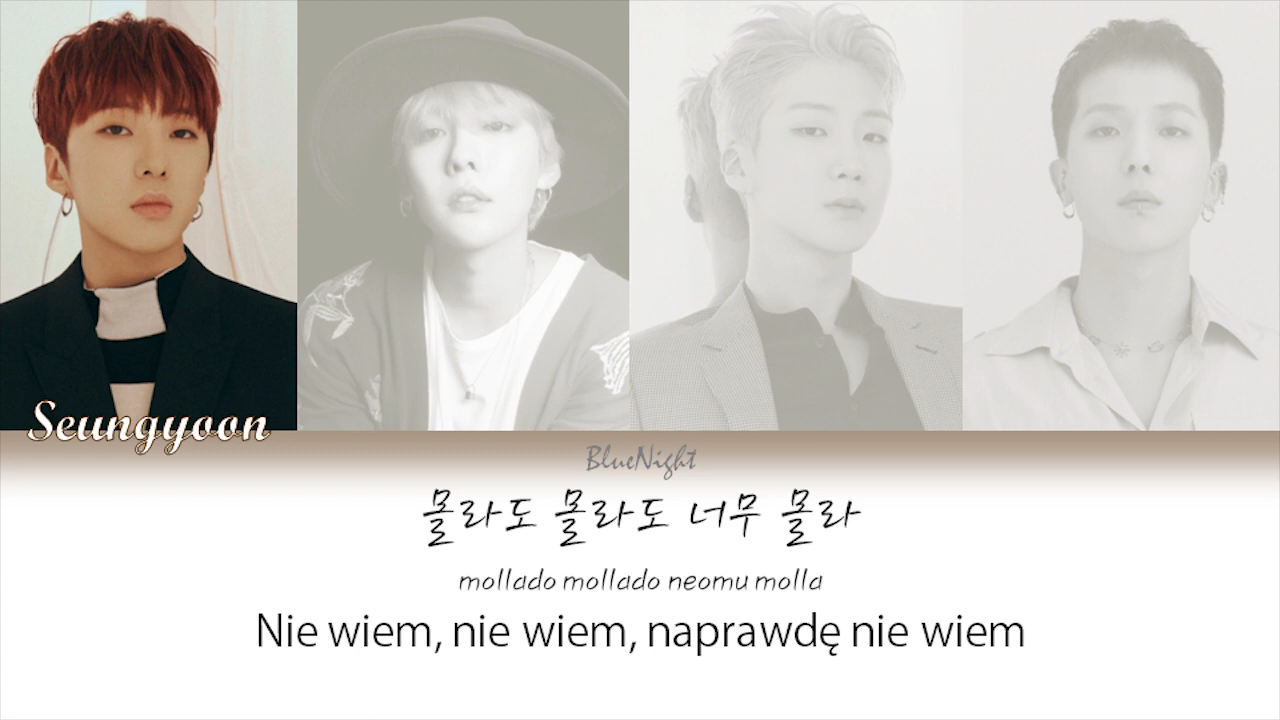 Seungyoon
BlueNight
몰라도 몰라도 너무 몰라
mollado mollado neomu molla
Nie wiem, nie wiem, naprawdę nie wiem